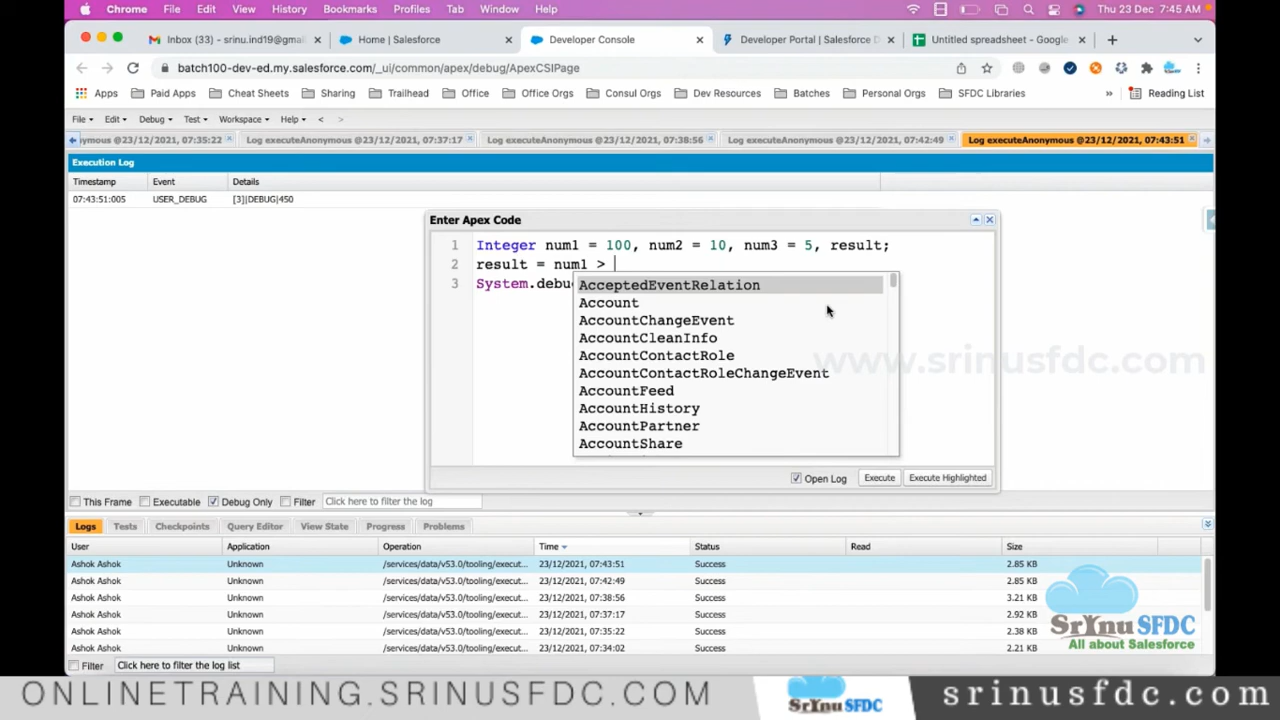 Chrome File Edit View History Bookmarks Profiles Tab Window Help Thu 23 Dec 7:45 AM
Inbox (33) - srinu.ind19@gmai Home | Salesforce Developer Console Developer Portal | Salesforce D Untitled spreadsheet - Google
batch100-dev-ed.my.salesforce.com/_ui/common/apex/debug/ApexCSIPage
Apps Paid Apps Cheat Sheets Sharing Trailhead Office Office Orgs Consul Orgs Dev Resources Batches Personal Orgs SFDC Libraries » Reading List
File Edit Debug Test Workspace Help < >
ymous @23/12/2021, 07:35:22 Log executeAnonymous @23/12/2021, 07:37:17 Log executeAnonymous @23/12/2021, 07:38:56 Log executeAnonymous @23/12/2021, 07:42:49 Log executeAnonymous @23/12/2021, 07:43:51
Execution Log
Timestamp Event Details
07:43:51:005 USER_DEBUG [3]|DEBUG|450
Enter Apex Code
1 Integer num1 = 100, num2 = 10, num3 = 5, result;
2 result = num1 >
3 System.debu
AcceptedEventRelation
Account
AccountChangeEvent
AccountCleanInfo
AccountContactRole
AccountContactRoleChangeEvent
AccountFeed
AccountHistory
AccountPartner
AccountShare
www.srinusfdc.com
Open Log Execute Execute Highlighted
This Frame Executable Debug Only Filter Click here to filter the log
Logs Tests Checkpoints Query Editor View State Progress Problems
User Application Operation Time Status Read Size
Ashok Ashok Unknown /services/data/v53.0/tooling/execut... 23/12/2021, 07:43:51 Success 2.85 KB
Ashok Ashok Unknown /services/data/v53.0/tooling/execut... 23/12/2021, 07:42:49 Success 2.85 KB
Ashok Ashok Unknown /services/data/v53.0/tooling/execut... 23/12/2021, 07:38:56 Success 3.21 KB
Ashok Ashok Unknown /services/data/v53.0/tooling/execut... 23/12/2021, 07:37:17 Success 2.92 KB
Ashok Ashok Unknown /services/data/v53.0/tooling/execut... 23/12/2021, 07:35:22 Success 2.38 KB
Ashok Ashok Unknown /services/data/v53.0/tooling/execut... 23/12/2021, 07:34:02 Success 2.21 KB
SrYnu SFDC
All about Salesforce
Filter Click here to filter the log list
ONLINETRAINING.SRINUSFDC.COM SrYnu SFDC srinusfdc.com